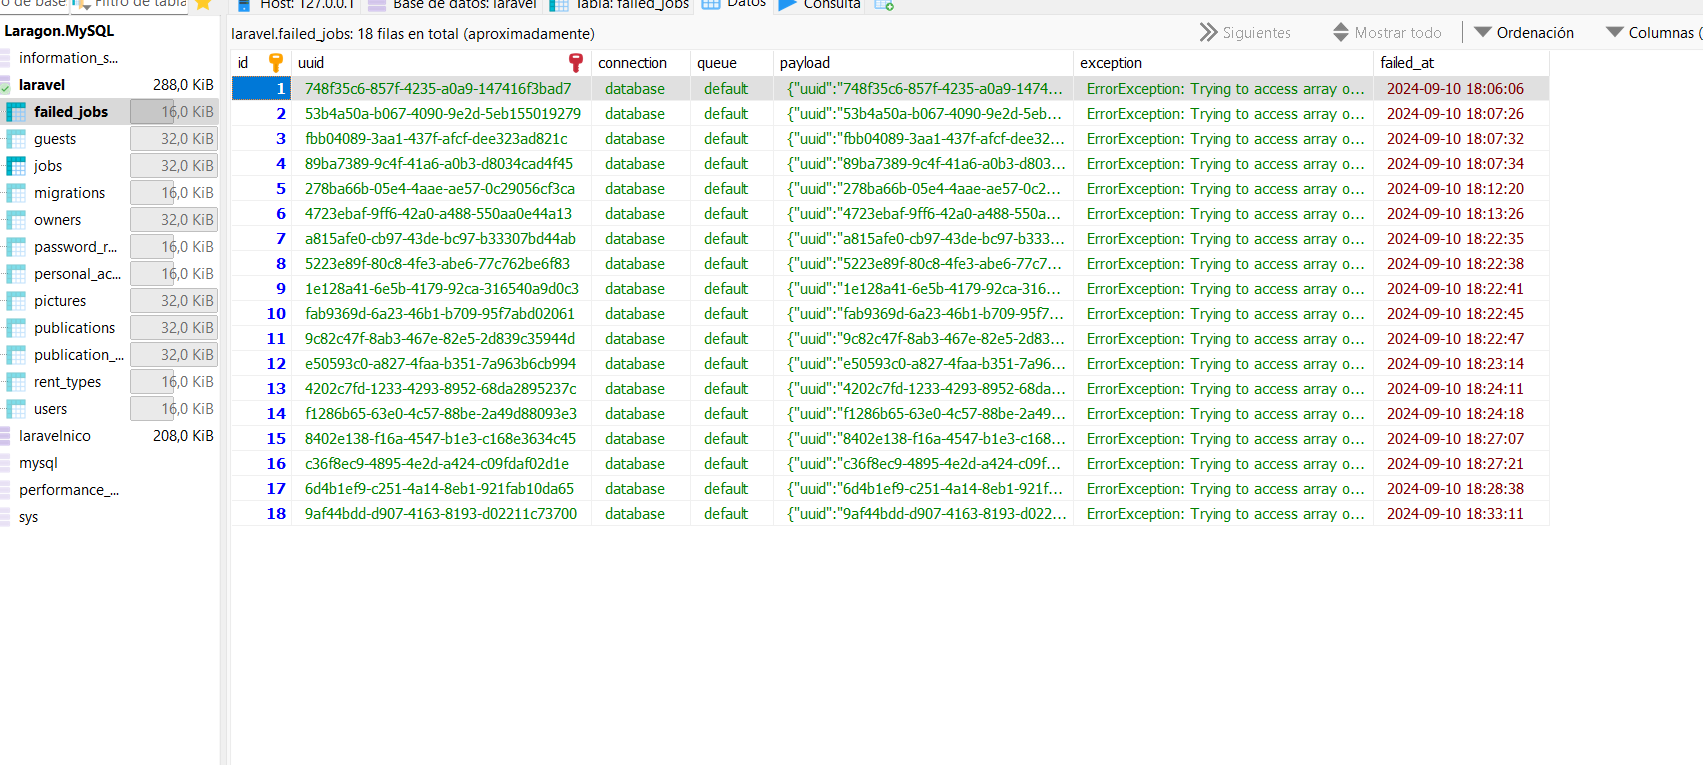 o de base Filtro de tabla Host: 127.0.0.1 Base de datos: laravel Tabla: failed_jobs Datos Consulta
Laragon.MySQL
information_s...
laravel 288,0 KiB
failed_jobs 16,0 KiB
guests 32,0 KiB
jobs 32,0 KiB
migrations 16,0 KiB
owners 32,0 KiB
password_r... 16,0 KiB
personal_ac... 16,0 KiB
pictures 32,0 KiB
publications 32,0 KiB
publication_... 32,0 KiB
rent_types 16,0 KiB
users 16,0 KiB
laravelnico 208,0 KiB
mysql
performance_...
sys
laravel.failed_jobs: 18 filas en total (aproximadamente) Siguientes Mostrar todo Ordenación Columnas (
id uuid connection queue payload exception failed_at
1 748f35c6-857f-4235-a0a9-147416f3bad7 database default {"uuid":"748f35c6-857f-4235-a0a9-1474... ErrorException: Trying to access array o... 2024-09-10 18:06:06
2 53b4a50a-b067-4090-9e2d-5eb155019279 database default {"uuid":"53b4a50a-b067-4090-9e2d-5eb... ErrorException: Trying to access array o... 2024-09-10 18:07:26
3 fbb04089-3aa1-437f-afcf-dee323ad821c database default {"uuid":"fbb04089-3aa1-437f-afcf-dee32... ErrorException: Trying to access array o... 2024-09-10 18:07:32
4 89ba7389-9c4f-41a6-a0b3-d8034cad4f45 database default {"uuid":"89ba7389-9c4f-41a6-a0b3-d803... ErrorException: Trying to access array o... 2024-09-10 18:07:34
5 278ba66b-05e4-4aae-ae57-0c29056cf3ca database default {"uuid":"278ba66b-05e4-4aae-ae57-0c2... ErrorException: Trying to access array o... 2024-09-10 18:12:20
6 4723ebaf-9ff6-42a0-a488-550aa0e44a13 database default {"uuid":"4723ebaf-9ff6-42a0-a488-550a... ErrorException: Trying to access array o... 2024-09-10 18:13:26
7 a815afe0-cb97-43de-bc97-b33307bd44ab database default {"uuid":"a815afe0-cb97-43de-bc97-b333... ErrorException: Trying to access array o... 2024-09-10 18:22:35
8 5223e89f-80c8-4fe3-abe6-77c762be6f83 database default {"uuid":"5223e89f-80c8-4fe3-abe6-77c7... ErrorException: Trying to access array o... 2024-09-10 18:22:38
9 1e128a41-6e5b-4179-92ca-316540a9d0c3 database default {"uuid":"1e128a41-6e5b-4179-92ca-316... ErrorException: Trying to access array o... 2024-09-10 18:22:41
10 fab9369d-6a23-46b1-b709-95f7abd02061 database default {"uuid":"fab9369d-6a23-46b1-b709-95f7... ErrorException: Trying to access array o... 2024-09-10 18:22:45
11 9c82c47f-8ab3-467e-82e5-2d839c35944d database default {"uuid":"9c82c47f-8ab3-467e-82e5-2d83... ErrorException: Trying to access array o... 2024-09-10 18:22:47
12 e50593c0-a827-4faa-b351-7a963b6cb994 database default {"uuid":"e50593c0-a827-4faa-b351-7a96... ErrorException: Trying to access array o... 2024-09-10 18:23:14
13 4202c7fd-1233-4293-8952-68da2895237c database default {"uuid":"4202c7fd-1233-4293-8952-68da... ErrorException: Trying to access array o... 2024-09-10 18:24:11
14 f1286b65-63e0-4c57-88be-2a49d88093e3 database default {"uuid":"f1286b65-63e0-4c57-88be-2a49... ErrorException: Trying to access array o... 2024-09-10 18:24:18
15 8402e138-f16a-4547-b1e3-c168e3634c45 database default {"uuid":"8402e138-f16a-4547-b1e3-c168... ErrorException: Trying to access array o... 2024-09-10 18:27:07
16 c36f8ec9-4895-4e2d-a424-c09fdaf02d1e database default {"uuid":"c36f8ec9-4895-4e2d-a424-c09f... ErrorException: Trying to access array o... 2024-09-10 18:27:21
17 6d4b1ef9-c251-4a14-8eb1-921fab10da65 database default {"uuid":"6d4b1ef9-c251-4a14-8eb1-921f... ErrorException: Trying to access array o... 2024-09-10 18:28:38
18 9af44bdd-d907-4163-8193-d02211c73700 database default {"uuid":"9af44bdd-d907-4163-8193-d022... ErrorException: Trying to access array o... 2024-09-10 18:33:11